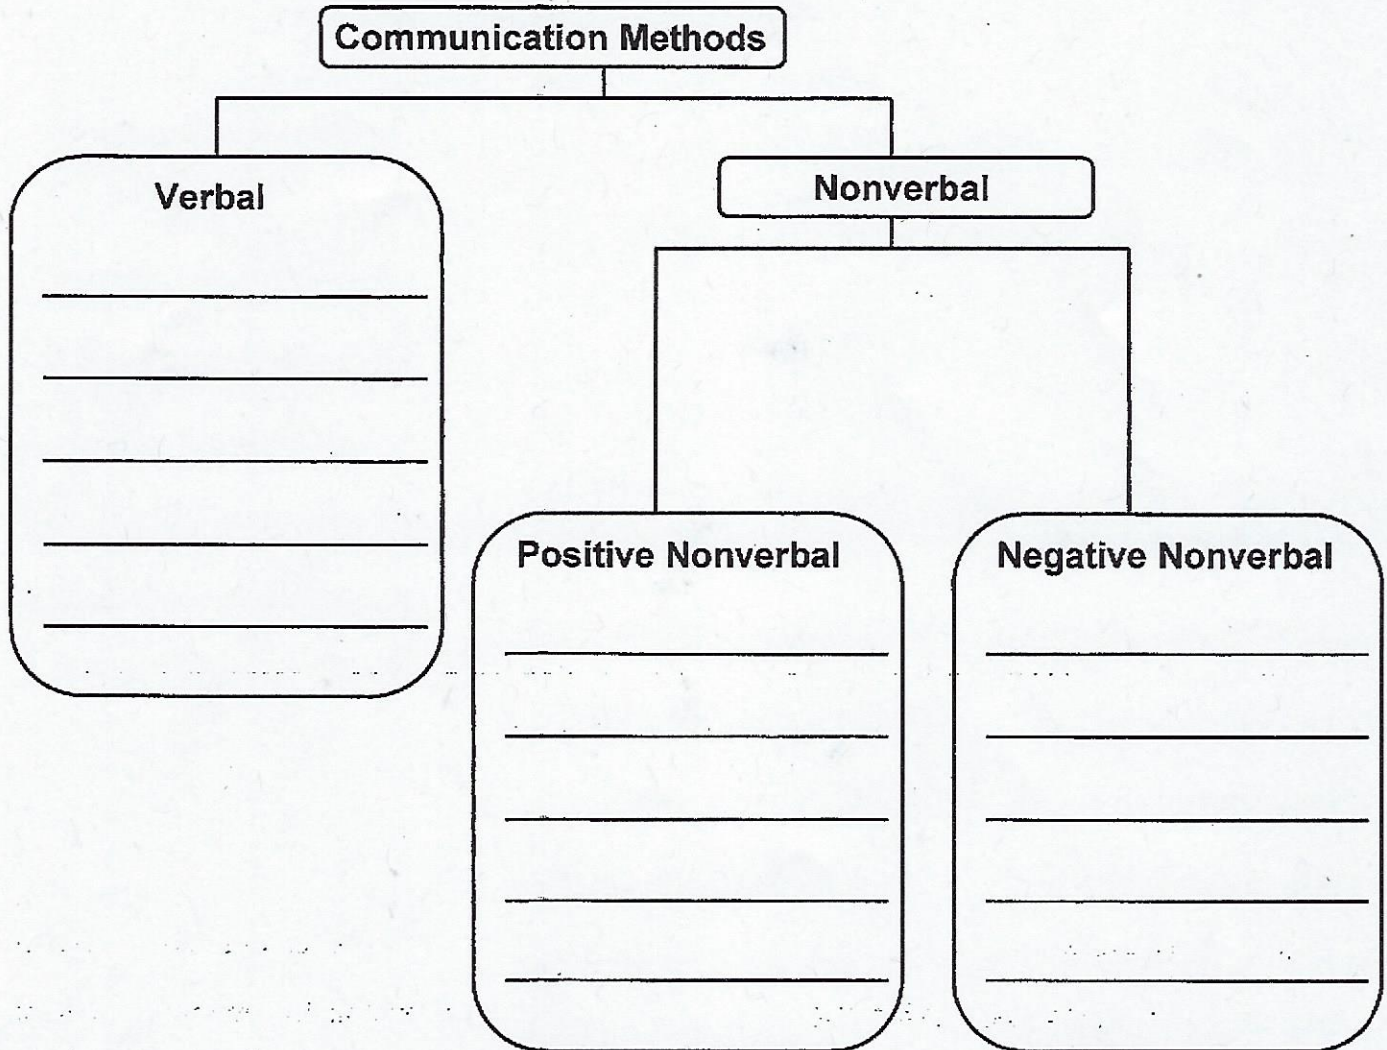 Communication Methods
Verbal
Nonverbal
Positive Nonverbal
Negative Nonverbal